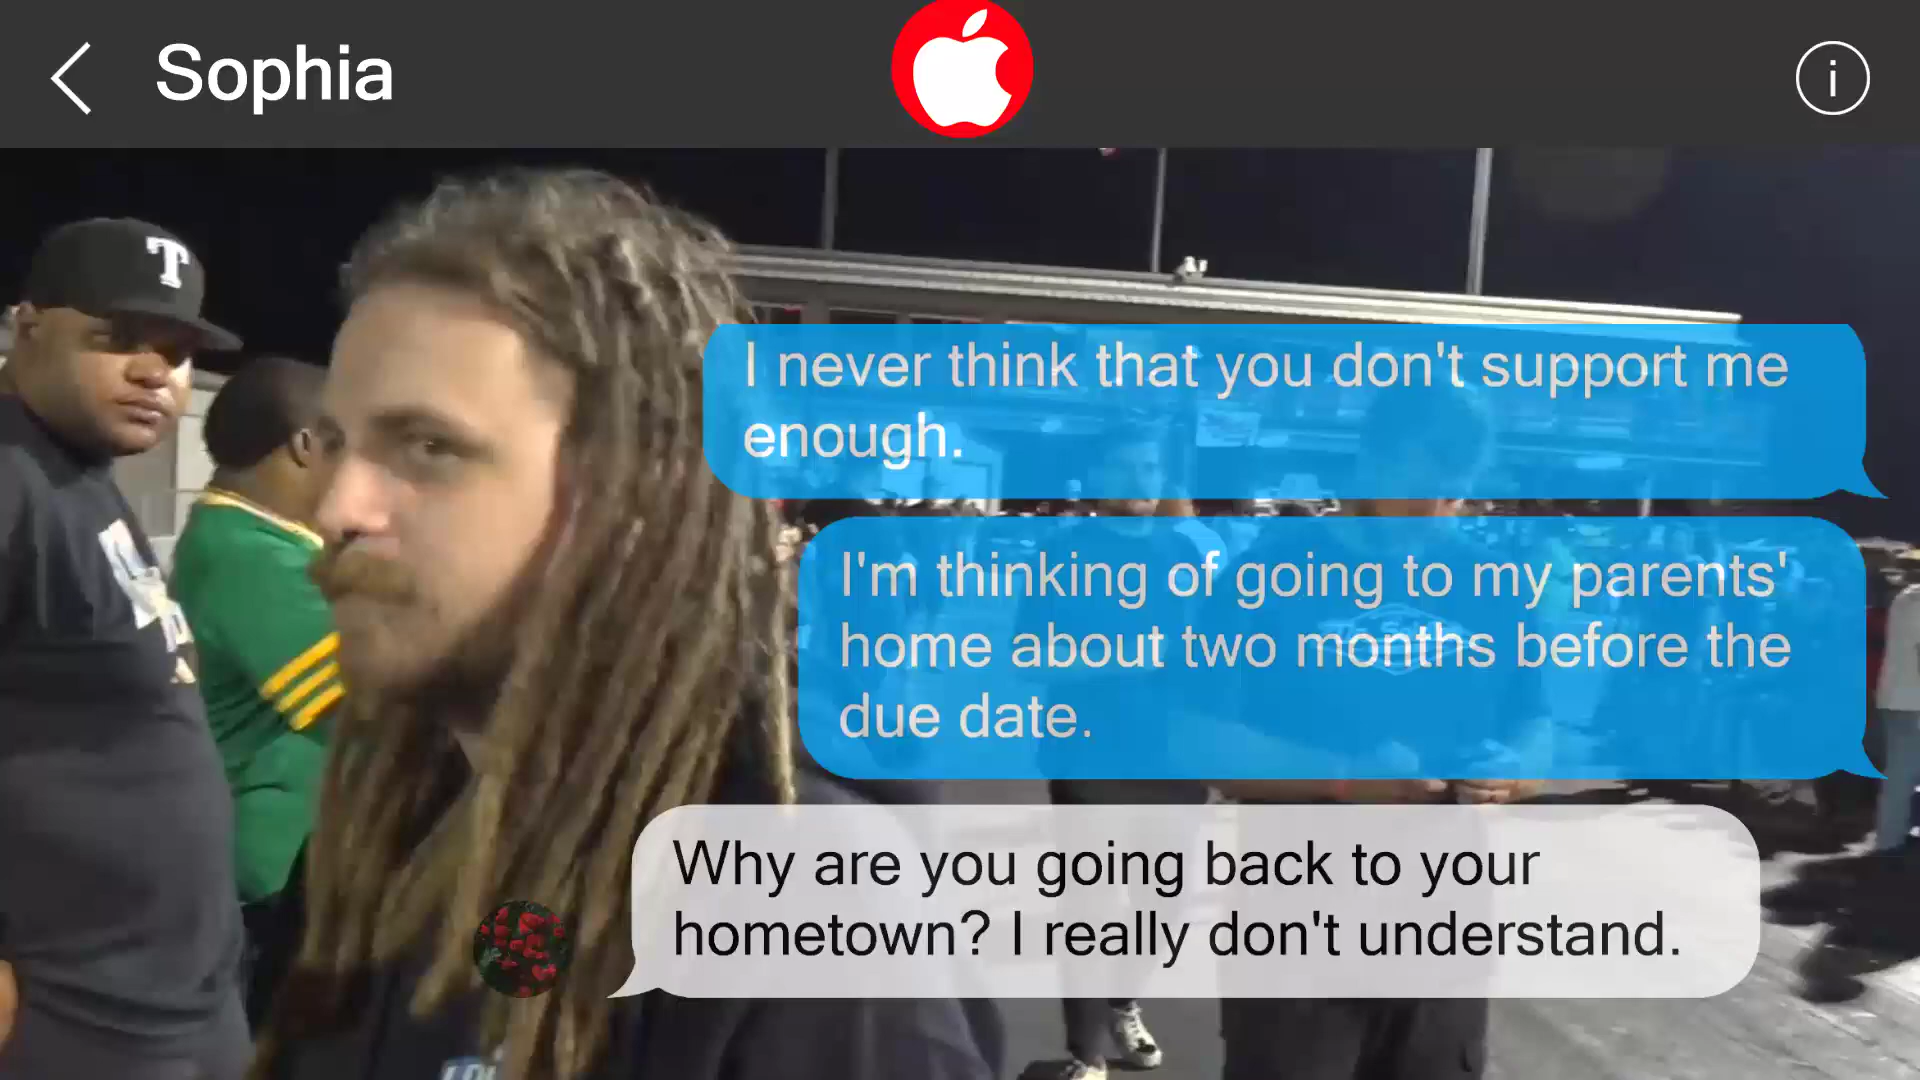 Sophia
i
T
I never think that you don't support me
enough.
I'm thinking of going to my parents'
home about two months before the
due date.
Why are you going back to your
hometown? I really don't understand.